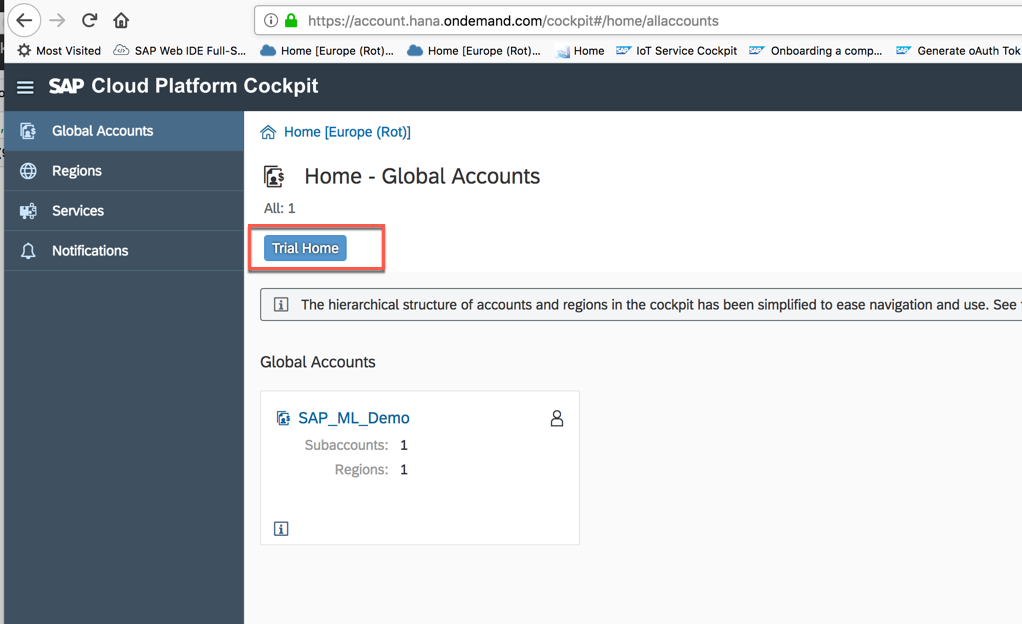 https://account.hana.ondemand.com/cockpit#/home/allaccounts
Most Visited
SAP Web IDE Full-S...
Home [Europe (Rot)...
Home [Europe (Rot)...
Home
IoT Service Cockpit
Onboarding a comp...
Generate oAuth Tok
SAP Cloud Platform Cockpit
Global Accounts
Regions
Services
Notifications
Home [Europe (Rot)]
Home - Global Accounts
All: 1
Trial Home
The hierarchical structure of accounts and regions in the cockpit has been simplified to ease navigation and use. See
Global Accounts
SAP_ML_Demo
Subaccounts: 1
Regions: 1